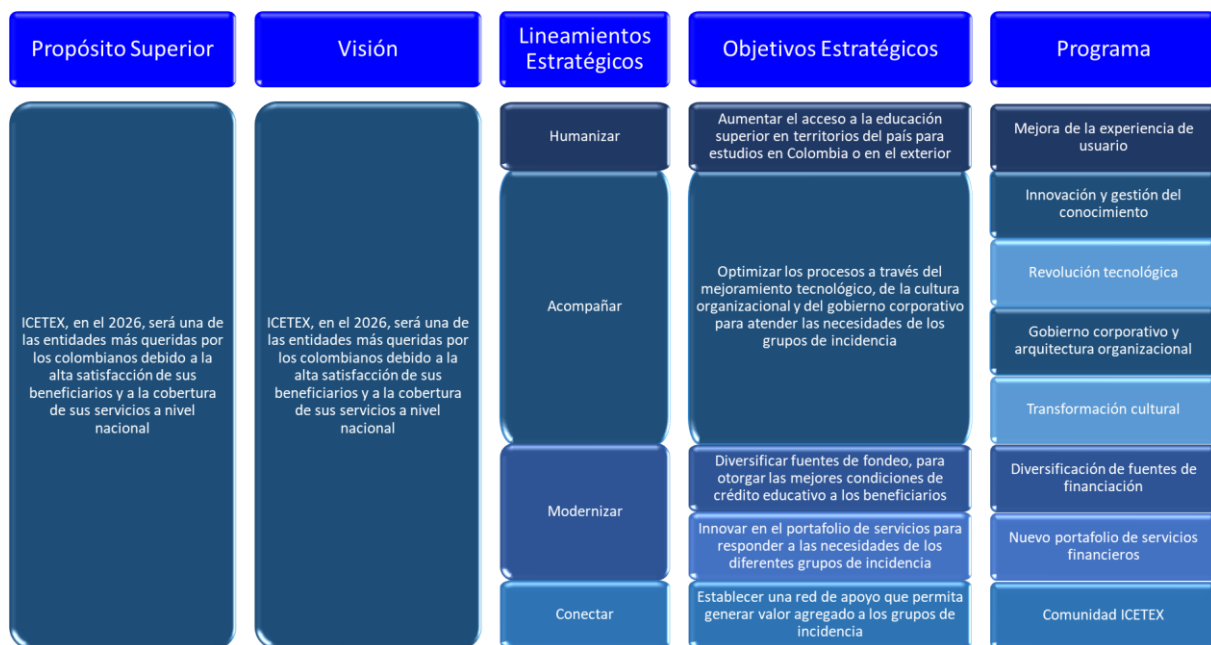 Propósito Superior
Visión
Lineamientos
Estratégicos
Objetivos Estratégicos
Programa
ICETEX, en el 2026, será una de
las entidades más queridas por
los colombianos debido a la
alta satisfacción de sus
beneficiarios y a la cobertura
de sus servicios a nivel
nacional
ICETEX, en el 2026, será una de
las entidades más queridas por
los colombianos debido a la
alta satisfacción de sus
beneficiarios y a la cobertura
de sus servicios a nivel
nacional
Humanizar
Aumentar el acceso a la educación
superior en territorios del país para
estudios en Colombia o en el exterior
Mejora de la experiencia de
usuario
Acompañar
Optimizar los procesos a través del
mejoramiento tecnológico, de la cultura
organizacional y del gobierno corporativo
para atender las necesidades de los
grupos de incidencia
Innovación y gestión del
conocimiento
Revolución tecnológica
Gobierno corporativo y
arquitectura organizacional
Transformación cultural
Modernizar
Diversificar fuentes de fondeo, para
otorgar las mejores condiciones de
crédito educativo a los beneficiarios
Diversificación de fuentes de
financiación
Innovar en el portafolio de servicios para
responder a las necesidades de los
diferentes grupos de incidencia
Nuevo portafolio de servicios
financieros
Conectar
Establecer una red de apoyo que permita
generar valor agregado a los grupos de
incidencia
Comunidad ICETEX